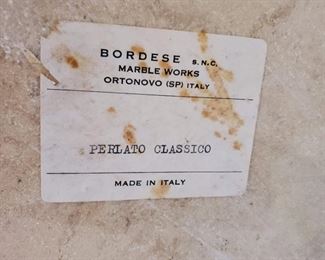 BORDESE S.N.C.
MARBLE WORKS
ORTONOVO (SP) ITALY
PERLATO CLASSICO
MADE IN ITALY